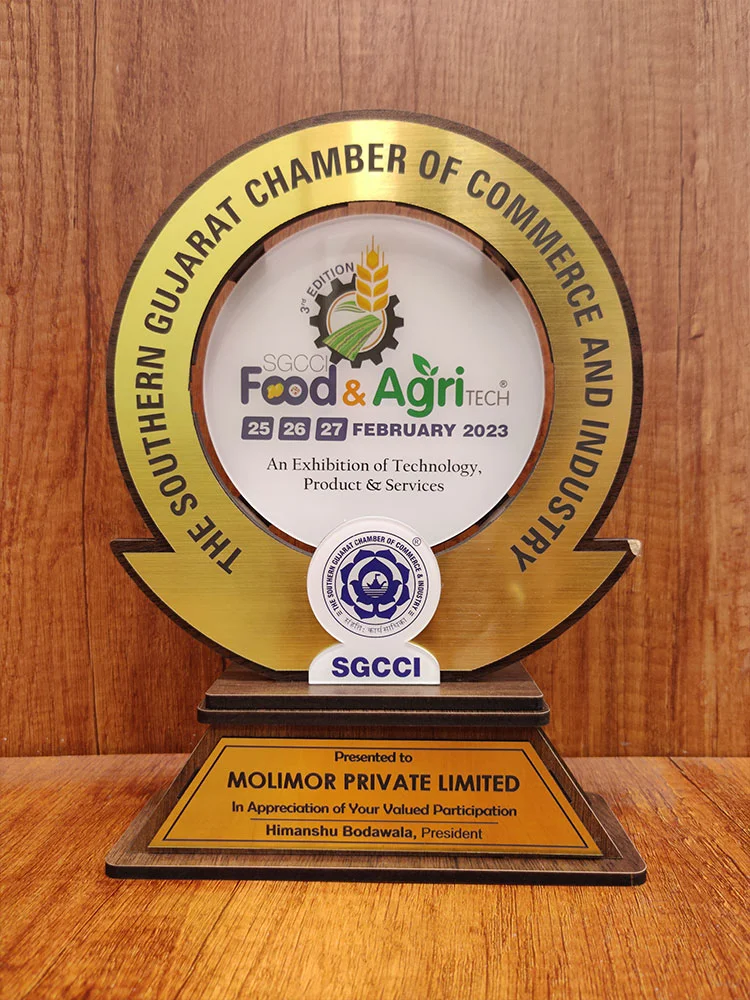 THE SOUTHERN GUJARAT CHAMBER OF COMMERCE AND INDUSTRY
3rd EDITION
SGCCI
Food & Agri TECH®
25 26 27 FEBRUARY 2023
An Exhibition of Technology,
Product & Services
THE SOUTHERN GUJARAT CHAMBER OF COMMERCE & INDUSTRY ®
SGCCI
Presented to
MOLIMOR PRIVATE LIMITED
In Appreciation of Your Valued Participation
Himanshu Bodawala, President